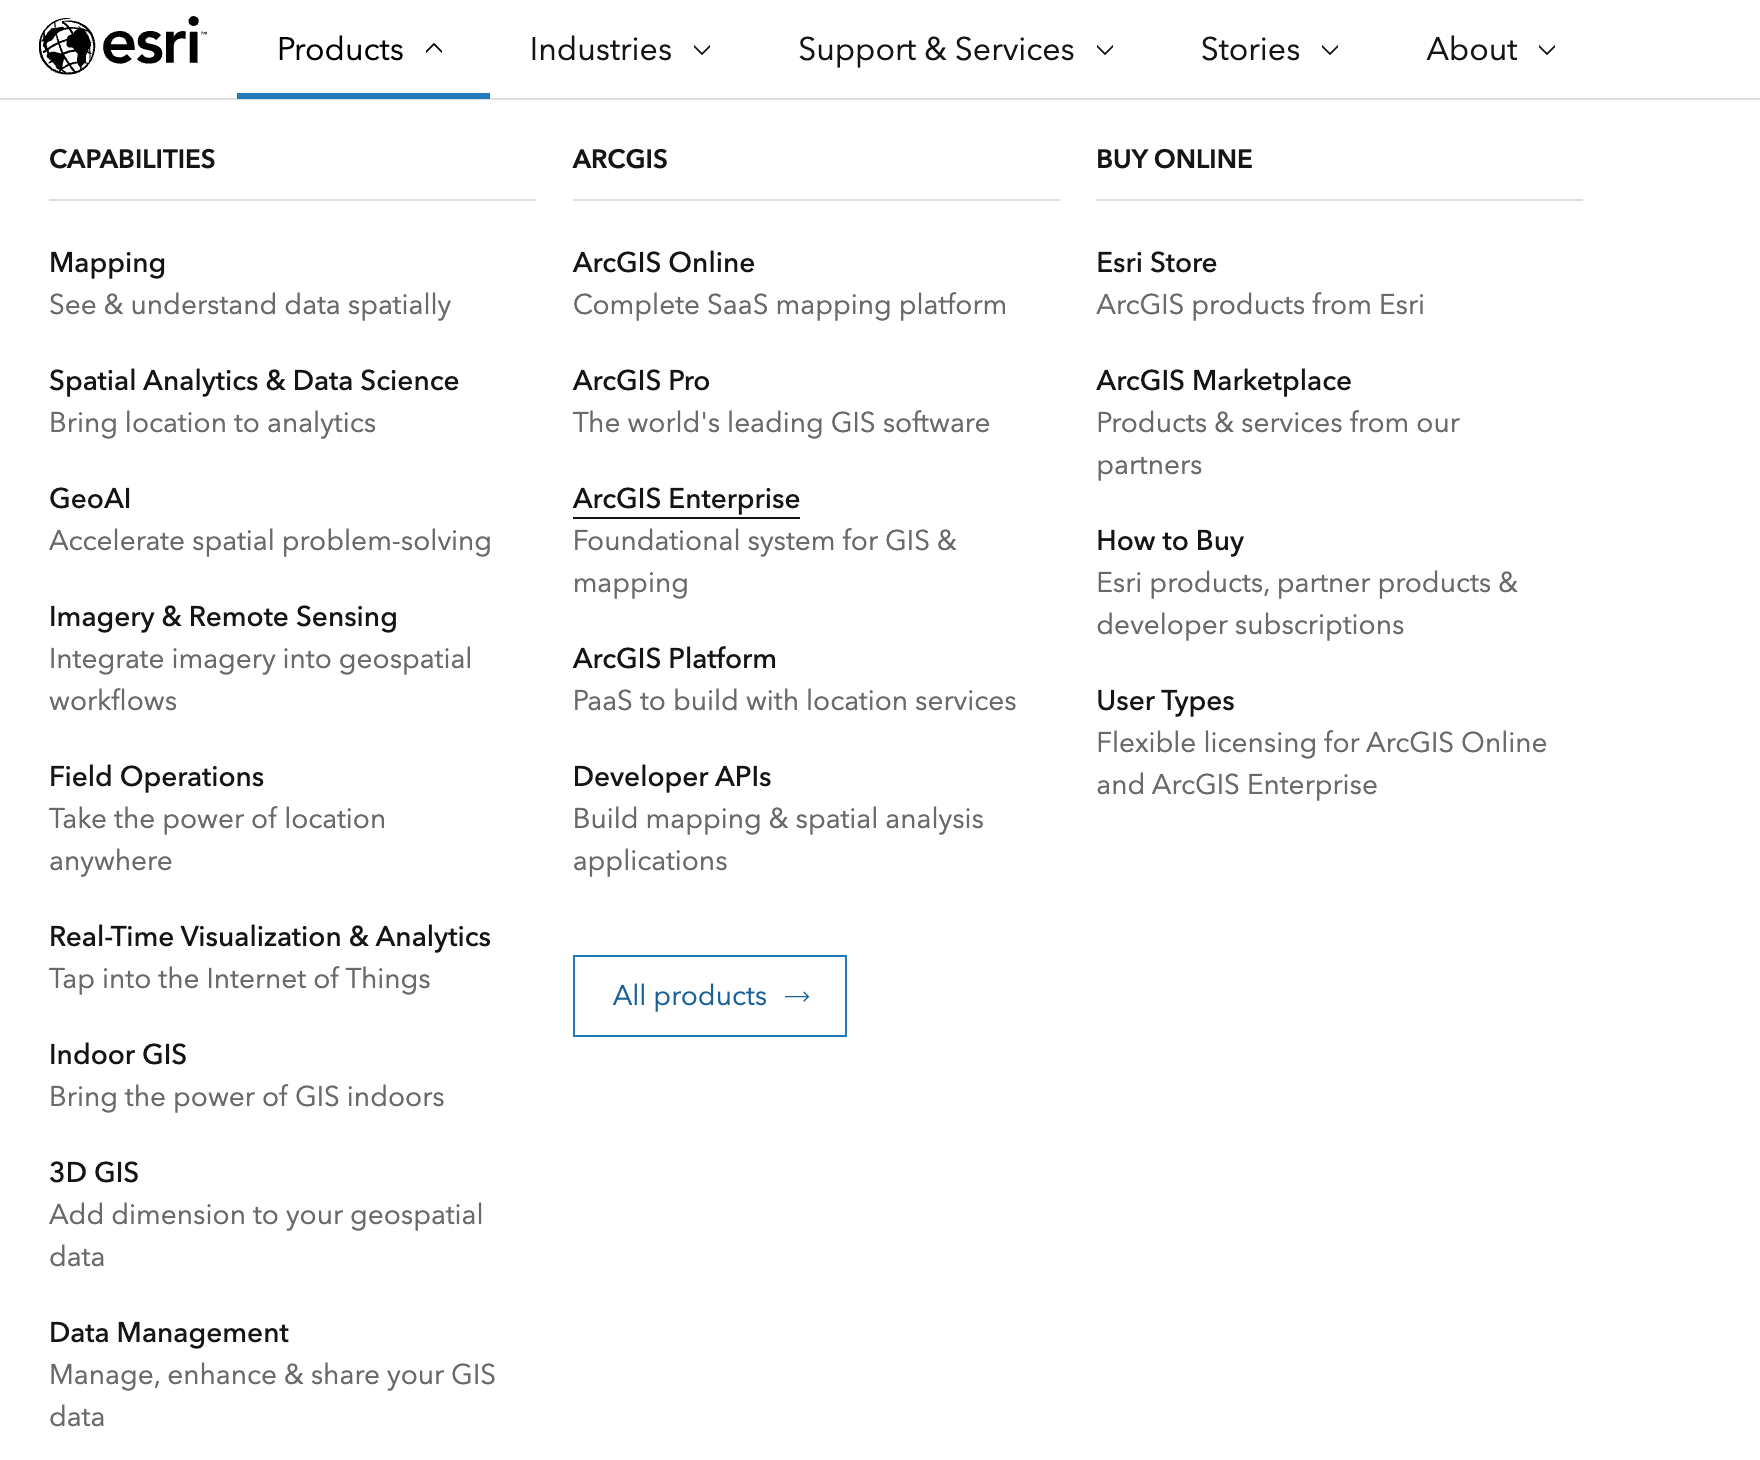 esri™
Products
Industries
Support & Services
Stories
About
CAPABILITIES
Mapping
See & understand data spatially
Spatial Analytics & Data Science
Bring location to analytics
GeoAI
Accelerate spatial problem-solving
Imagery & Remote Sensing
Integrate imagery into geospatial
workflows
Field Operations
Take the power of location
anywhere
Real-Time Visualization & Analytics
Tap into the Internet of Things
Indoor GIS
Bring the power of GIS indoors
3D GIS
Add dimension to your geospatial
data
Data Management
Manage, enhance & share your GIS
data
ARCGIS
ArcGIS Online
Complete SaaS mapping platform
ArcGIS Pro
The world's leading GIS software
ArcGIS Enterprise
Foundational system for GIS &
mapping
ArcGIS Platform
PaaS to build with location services
Developer APIs
Build mapping & spatial analysis
applications
All products →
BUY ONLINE
Esri Store
ArcGIS products from Esri
ArcGIS Marketplace
Products & services from our
partners
How to Buy
Esri products, partner products &
developer subscriptions
User Types
Flexible licensing for ArcGIS Online
and ArcGIS Enterprise